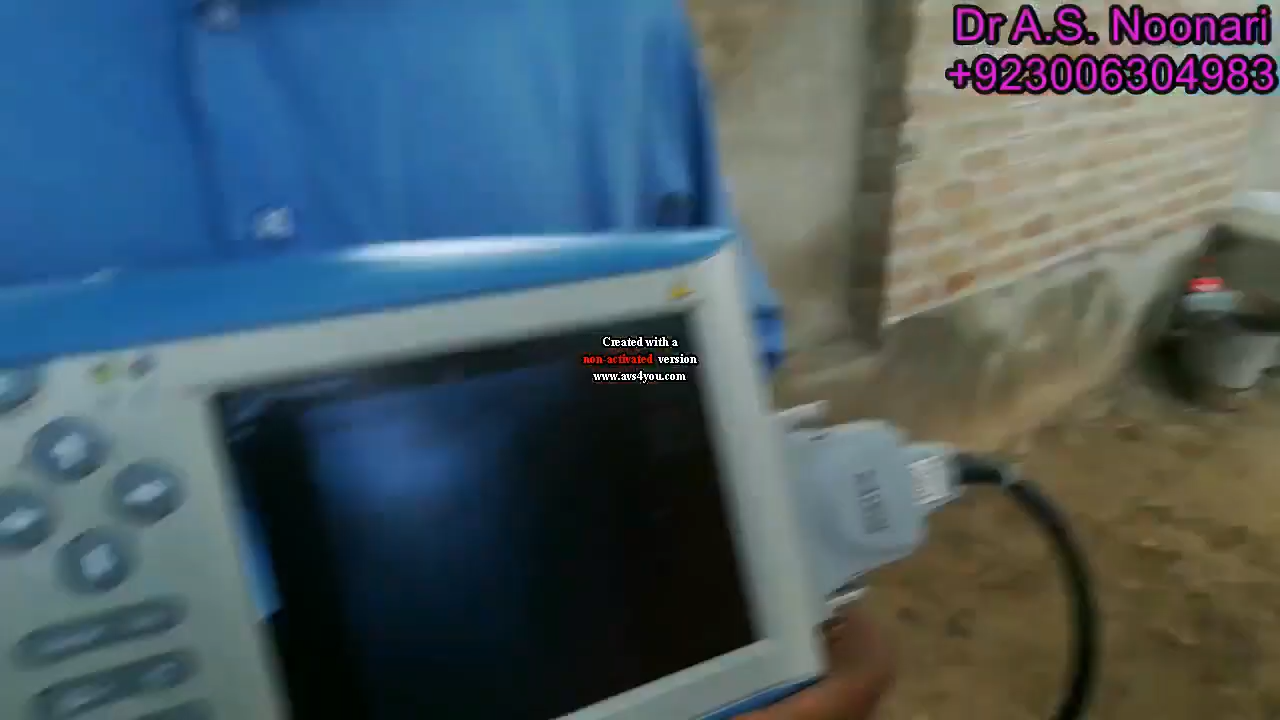 Dr A.S. Noonari
+923006304983
Created with a
non-activated version
www.avs4you.com